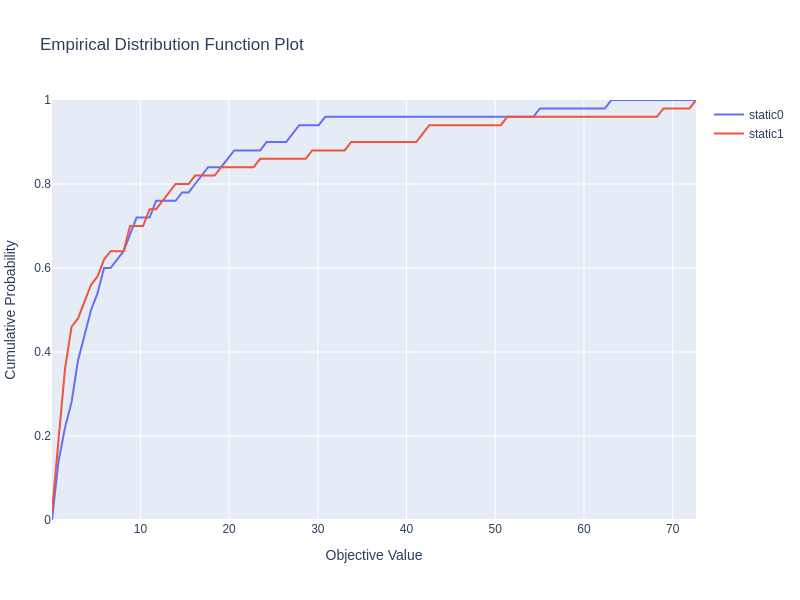 Empirical Distribution Function Plot
static0
static1
1
0.8
0.6
0.4
0.2
0
Cumulative Probability
10
20
30
40
50
60
70
Objective Value